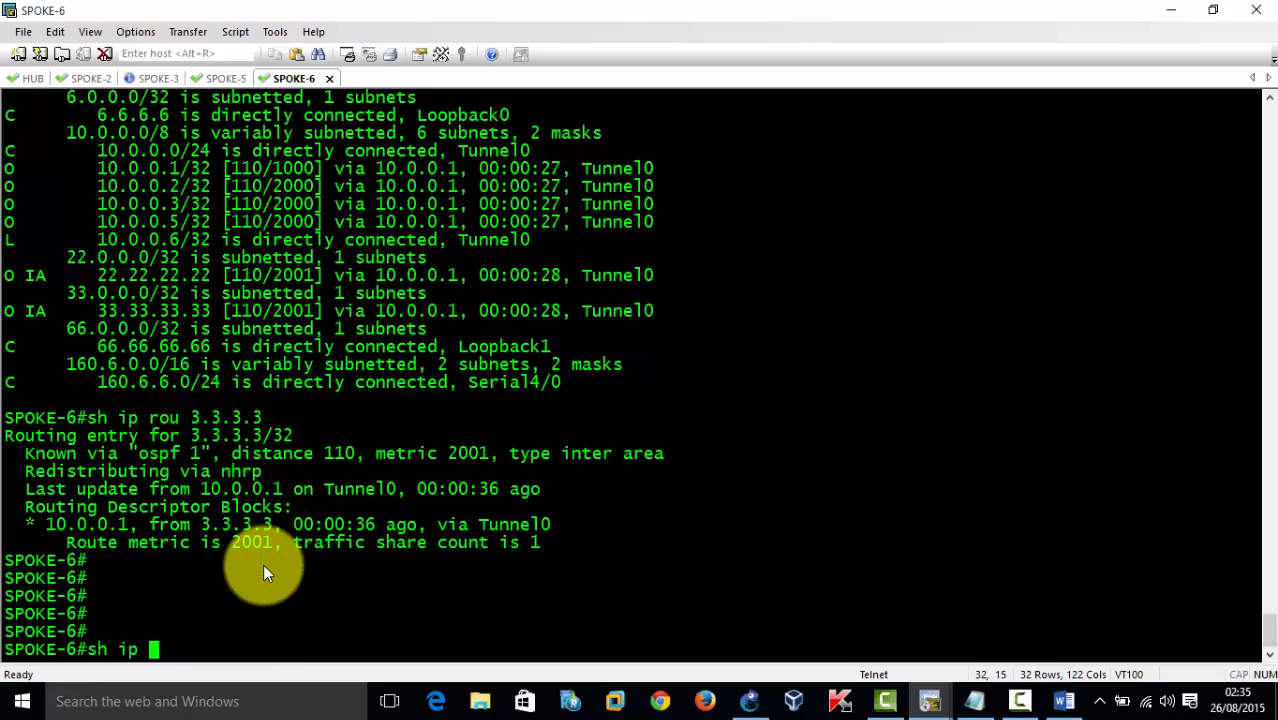 SPOKE-6
File Edit View Options Transfer Script Tools Help
Enter host <Alt+R>
HUB SPOKE-2 SPOKE-3 SPOKE-5 SPOKE-6 x
6.0.0.0/32 is subnetted, 1 subnets
C 6.6.6.6 is directly connected, Loopback0
10.0.0.0/8 is variably subnetted, 6 subnets, 2 masks
C 10.0.0.0/24 is directly connected, Tunnel0
O 10.0.0.1/32 [110/1000] via 10.0.0.1, 00:00:27, Tunnel0
O 10.0.0.2/32 [110/2000] via 10.0.0.1, 00:00:27, Tunnel0
O 10.0.0.3/32 [110/2000] via 10.0.0.1, 00:00:27, Tunnel0
O 10.0.0.5/32 [110/2000] via 10.0.0.1, 00:00:27, Tunnel0
L 10.0.0.6/32 is directly connected, Tunnel0
22.0.0.0/32 is subnetted, 1 subnets
O IA 22.22.22.22 [110/2001] via 10.0.0.1, 00:00:28, Tunnel0
33.0.0.0/32 is subnetted, 1 subnets
O IA 33.33.33.33 [110/2001] via 10.0.0.1, 00:00:28, Tunnel0
66.0.0.0/32 is subnetted, 1 subnets
C 66.66.66.66 is directly connected, Loopback1
160.6.0.0/16 is variably subnetted, 2 subnets, 2 masks
C 160.6.6.0/24 is directly connected, Serial4/0
SPOKE-6#sh ip rou 3.3.3.3
Routing entry for 3.3.3.3/32
Known via "ospf 1", distance 110, metric 2001, type inter area
Redistributing via nhrp
Last update from 10.0.0.1 on Tunnel0, 00:00:36 ago
Routing Descriptor Blocks:
* 10.0.0.1, from 3.3.3.3, 00:00:36 ago, via Tunnel0
Route metric is 2001, traffic share count is 1
SPOKE-6#
SPOKE-6#
SPOKE-6#
SPOKE-6#
SPOKE-6#
SPOKE-6#sh ip
Ready Telnet 32, 15 32 Rows, 122 Cols VT100 CAP NUM
Search the web and Windows
02:35
26/08/2015